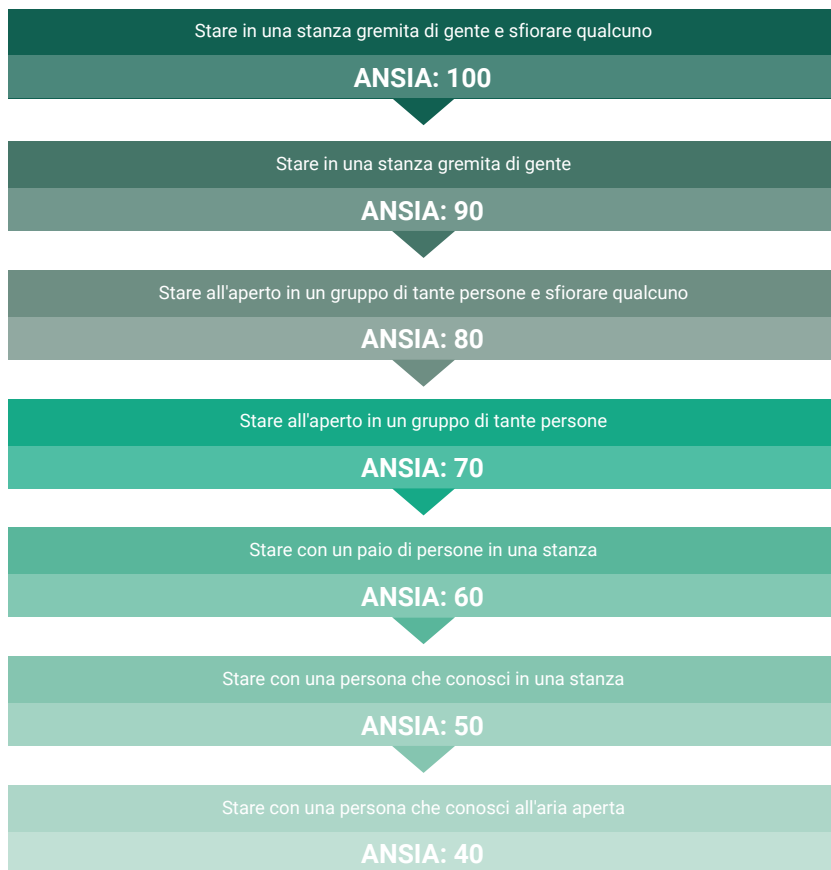 Stare in una stanza gremita di gente e sfiorare qualcuno
ANSIA: 100
Stare in una stanza gremita di gente
ANSIA: 90
Stare all'aperto in un gruppo di tante persone e sfiorare qualcuno
ANSIA: 80
Stare all'aperto in un gruppo di tante persone
ANSIA: 70
Stare con un paio di persone in una stanza
ANSIA: 60
Stare con una persona che conosci in una stanza
ANSIA: 50
Stare con una persona che conosci all'aria aperta
ANSIA: 40